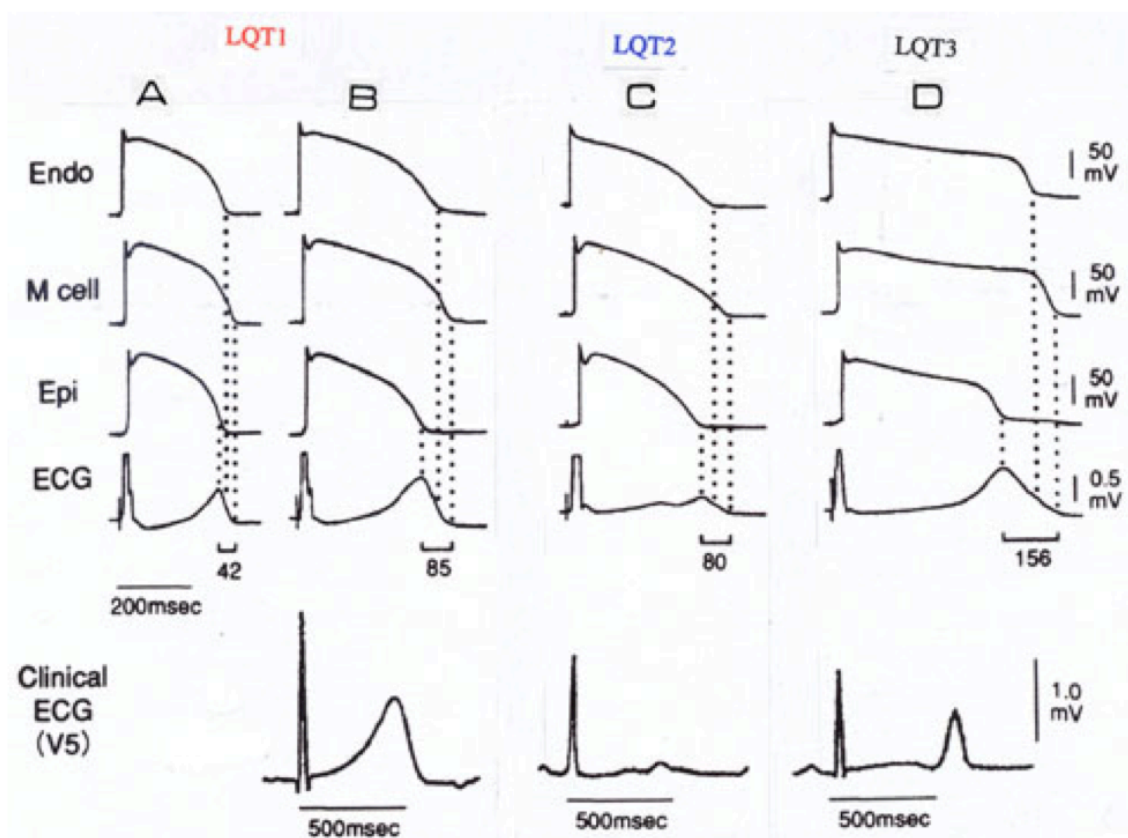 LQT1 LQT2 LQT3
A B C D
Endo
50
mV
M cell
50
mV
Epi
50
mV
ECG
0.5
mV
42 85 80 156
200msec
Clinical
ECG
(V5)
1.0
mV
500msec 500msec 500msec